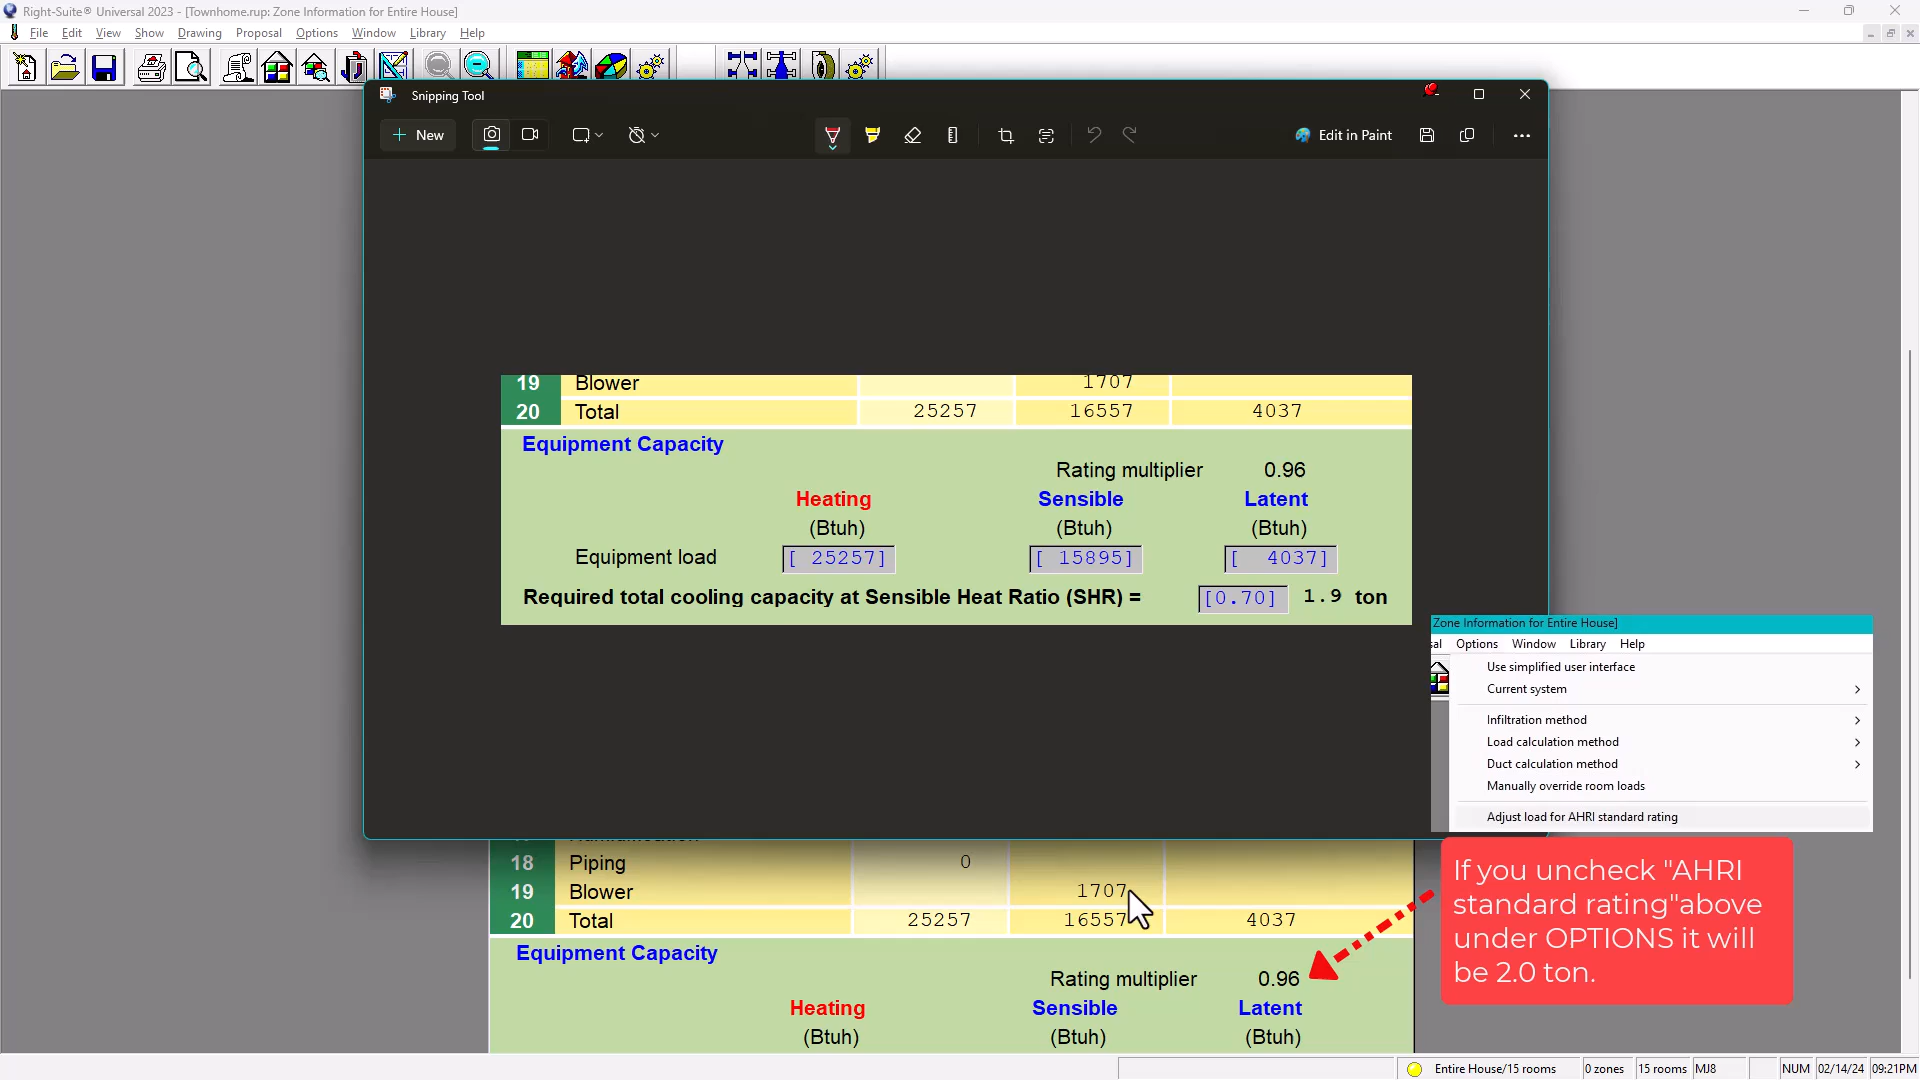 Right-Suite® Universal 2023 - [Townhome.rup: Zone Information for Entire House]
File Edit View Show Drawing Proposal Options Window Library Help
Snipping Tool
New
Edit in Paint
19 Blower 1707
20 Total 25257 16557 4037
Equipment Capacity
Rating multiplier 0.96
Heating Sensible Latent
(Btuh) (Btuh) (Btuh)
Equipment load [ 25257] [ 15895] [ 4037]
Required total cooling capacity at Sensible Heat Ratio (SHR) = [0.70] 1.9 ton
Zone Information for Entire House]
sal Options Window Library Help
Use simplified user interface
Current system
Infiltration method
Load calculation method
Duct calculation method
Manually override room loads
Adjust load for AHRI standard rating
If you uncheck "AHRI
standard rating"above
under OPTIONS it will
be 2.0 ton.
18 Piping 0
19 Blower 1707
20 Total 25257 16557 4037
Equipment Capacity
Rating multiplier 0.96
Heating Sensible Latent
(Btuh) (Btuh) (Btuh)
Entire House/15 rooms 0 zones 15 rooms MJ8 NUM 02/14/24 09:21PM